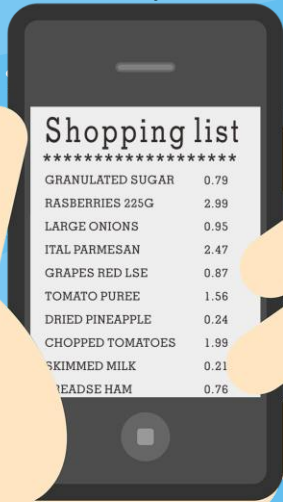 Shopping list
*******************
GRANULATED SUGAR 0.79
RASBERRIES 225G 2.99
LARGE ONIONS 0.95
ITAL PARMESAN 2.47
GRAPES RED LSE 0.87
TOMATO PUREE 1.56
DRIED PINEAPPLE 0.24
CHOPPED TOMATOES 1.99
SKIMMED MILK 0.21
HAM 0.76